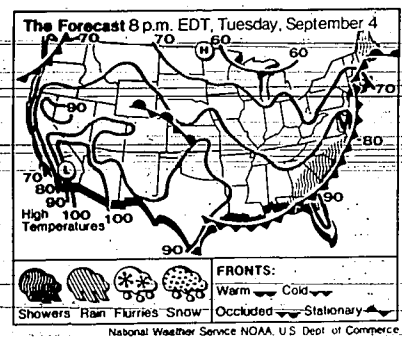 The Forecast 8 p.m. EDT, Tuesday, September 4
70 70 60 60
H
70
90
80
L
70
80
90
90
High 100 100
Temperatures
90
Showers Rain Flurries Snow
FRONTS:
Warm Cold
Occluded Stationary
National Weather Service NOAA, U.S. Dept of Commerce